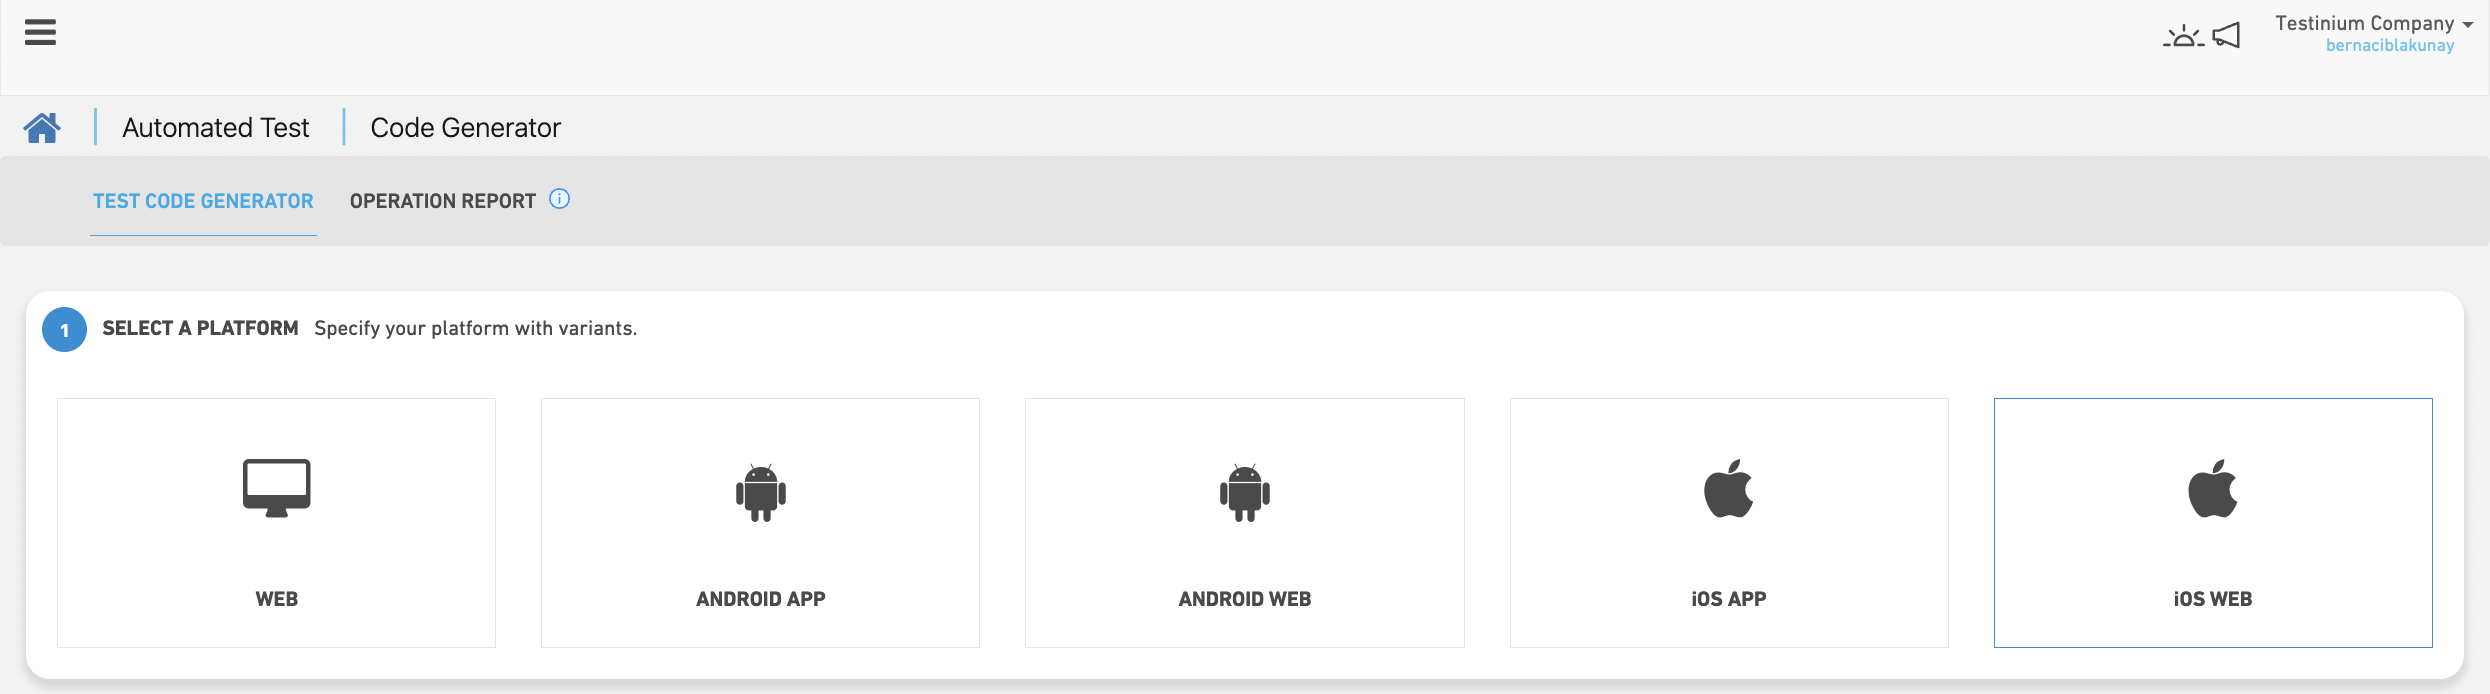 Testinium Company
bernaciblakunay
Automated Test
Code Generator
TEST CODE GENERATOR
OPERATION REPORT
1
SELECT A PLATFORM Specify your platform with variants.
WEB
ANDROID APP
ANDROID WEB
iOS APP
iOS WEB